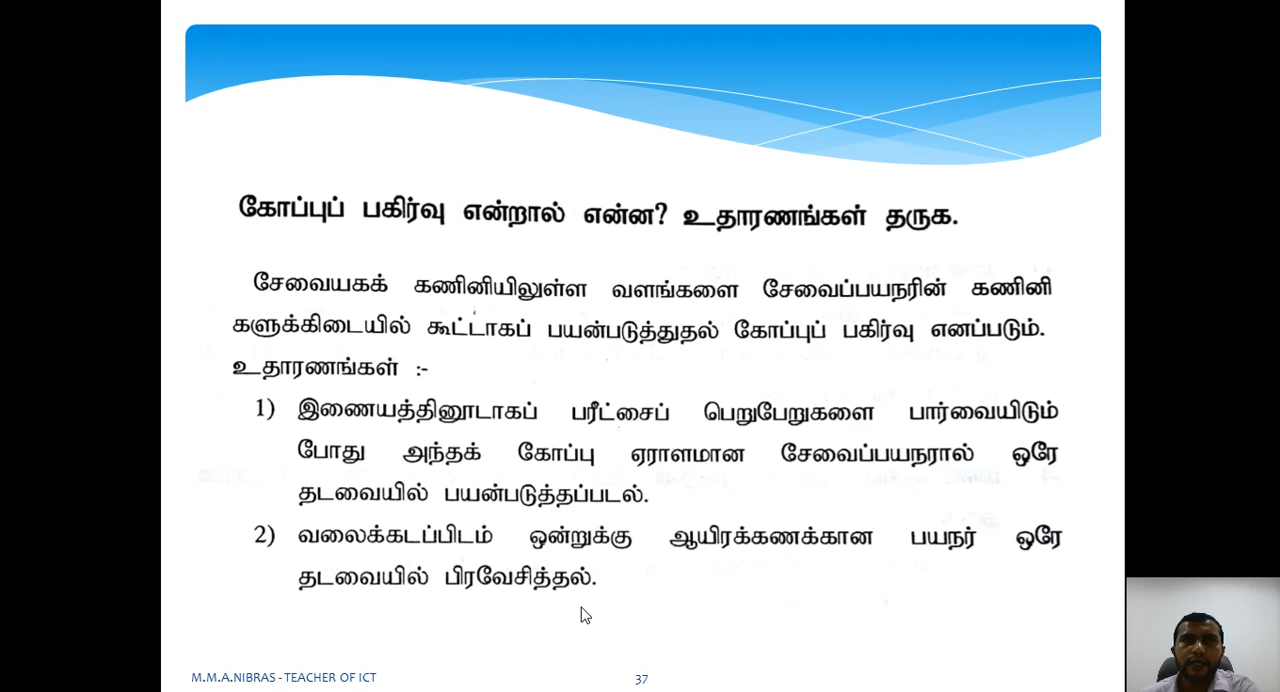 கோப்புப் பகிர்வு என்றால் என்ன? உதாரணங்கள் தருக.
சேவையகக் கணினியிலுள்ள வளங்களை சேவைப்பயநரின் கணினி
களுக்கிடையில் கூட்டாகப் பயன்படுத்துதல் கோப்புப் பகிர்வு எனப்படும்.
உதாரணங்கள் :-
1) இணையத்தினூடாகப் பரீட்சைப் பெறுபேறுகளை பார்வையிடும்
போது அந்தக் கோப்பு ஏராளமான சேவைப்பயநரால் ஒரே
தடவையில் பயன்படுத்தப்படல்.
2) வலைக்கடப்பிடம் ஒன்றுக்கு ஆயிரக்கணக்கான பயநர் ஒரே
தடவையில் பிரவேசித்தல்.
M.M.A.NIBRAS - TEACHER OF ICT
37